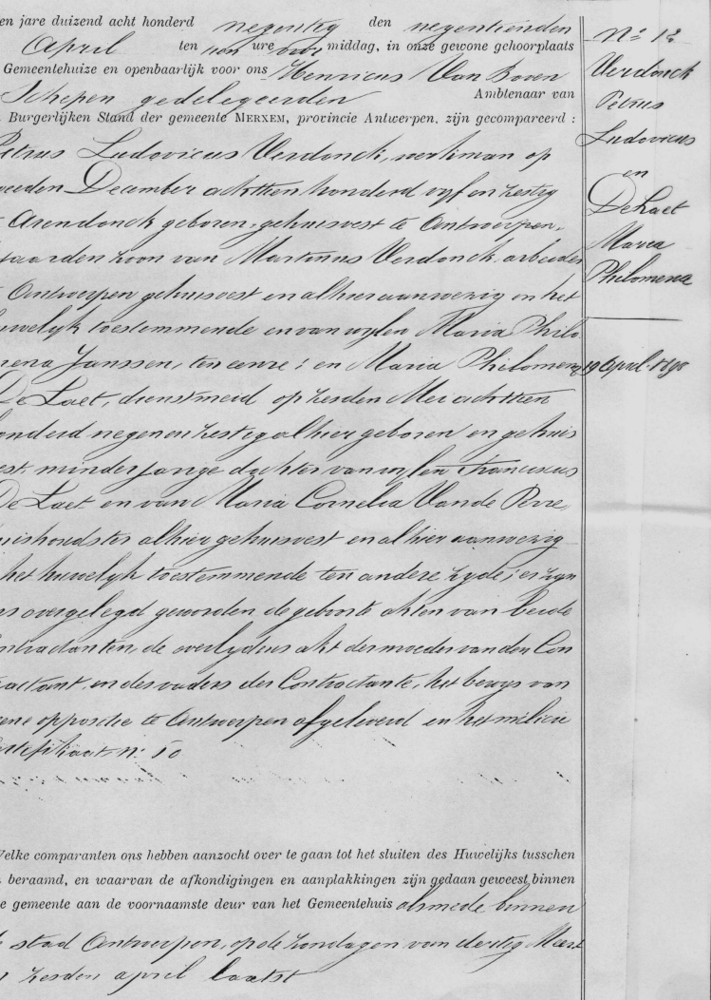 en jare duizend acht honderd negentig den negentienden
April ten tien ure voor middag, in onze gewone gehoorplaats
Gemeentehuize en openbaarlijk voor ons Henricus Van Boven
Schepen gedelegeerden Ambtenaar van
Burgerlijken Stand der gemeente MERXEM, provincie Antwerpen, zijn gecompareerd :
Petrus Ludovicus Verdonck, werkman op
weeden December achttien honderd vyf en zestig
Arendonck geboren, gehuisvest te Antwerpen,
jaarden zoon van Martinus Verdonck arbeider
Antwerpen gehuisvest en alhier aanwezig en het
uwelyk toestemmende en van wylen Maria Philo
mena Janssen, ter eenre ; en Maria Philomena
De Laet, dienstmeid op zesden Mei achttien
onderd negen en zestig alhier geboren en gehuis
est, minderjarige dochter van wylen Franciscus
De Laet en van Maria Cornelia Van de Perre,
uishoudster alhier gehuisvest en alhier aanwezig
het huwelyk toestemmende ten andere zyde ; er zyn
ns overgelegd geworden de geboorte akten van beide
ontractanten, de overlydens akt der moeder van den Con
tractant, en des vaders der Contractante, het bewys van
gene oppositie te Antwerpen afgeleverd en het militie
certifikaat n: 10
Welke comparanten ons hebben aanzocht over te gaan tot het sluiten des Huwelijks tusschen
beraamd, en waarvan de afkondigingen en aanplakkingen zijn gedaan geweest binnen
e gemeente aan de voornaamste deur van het Gemeentehuis alsmede binnen
de stad Antwerpen, op de zondagen van dertig Maart
n zesden april laatst
N: 12
Verdonck
Petrus
Ludovicus
en
De Laet
Maria
Philomena
19 April 1890